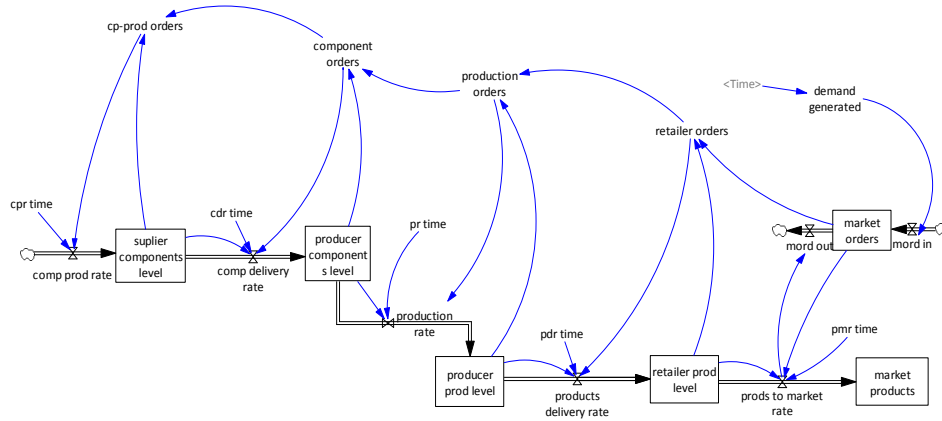 cp-prod orders
component
orders
production
orders
<Time>
demand
generated
retailer orders
cpr time
cdr time
pr time
suplier
components
level
producer
component
s level
market
orders
mord out
mord in
comp prod rate
comp delivery
rate
production
rate
pdr time
pmr time
producer
prod level
retailer prod
level
market
products
products
delivery rate
prods to market
rate